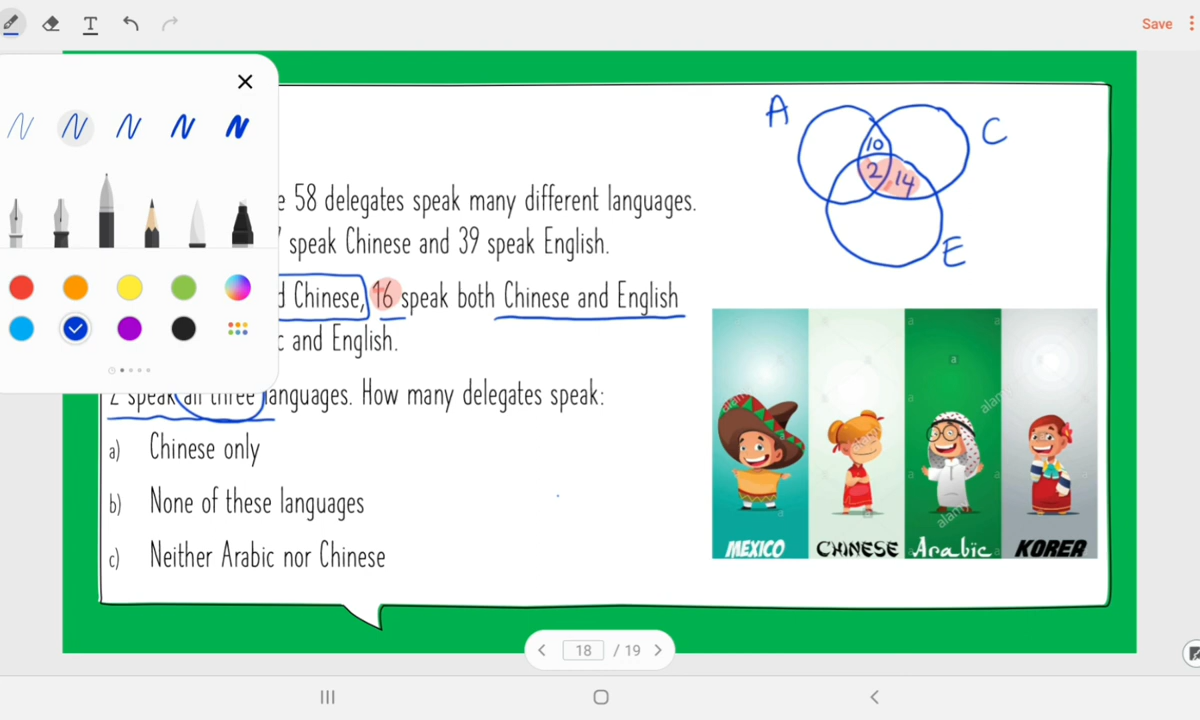 T
Save
A
C
10
2
14
E
58 delegates speak many different languages.
speak Chinese and 39 speak English.
Chinese, 16 speak both Chinese and English
and English.
2 speak all three languages. How many delegates speak:
a) Chinese only
b) None of these languages
c) Neither Arabic nor Chinese
a
a
a
alamy
alamy
MEXICO
CHINESE
Arabic
KOREA
18 / 19